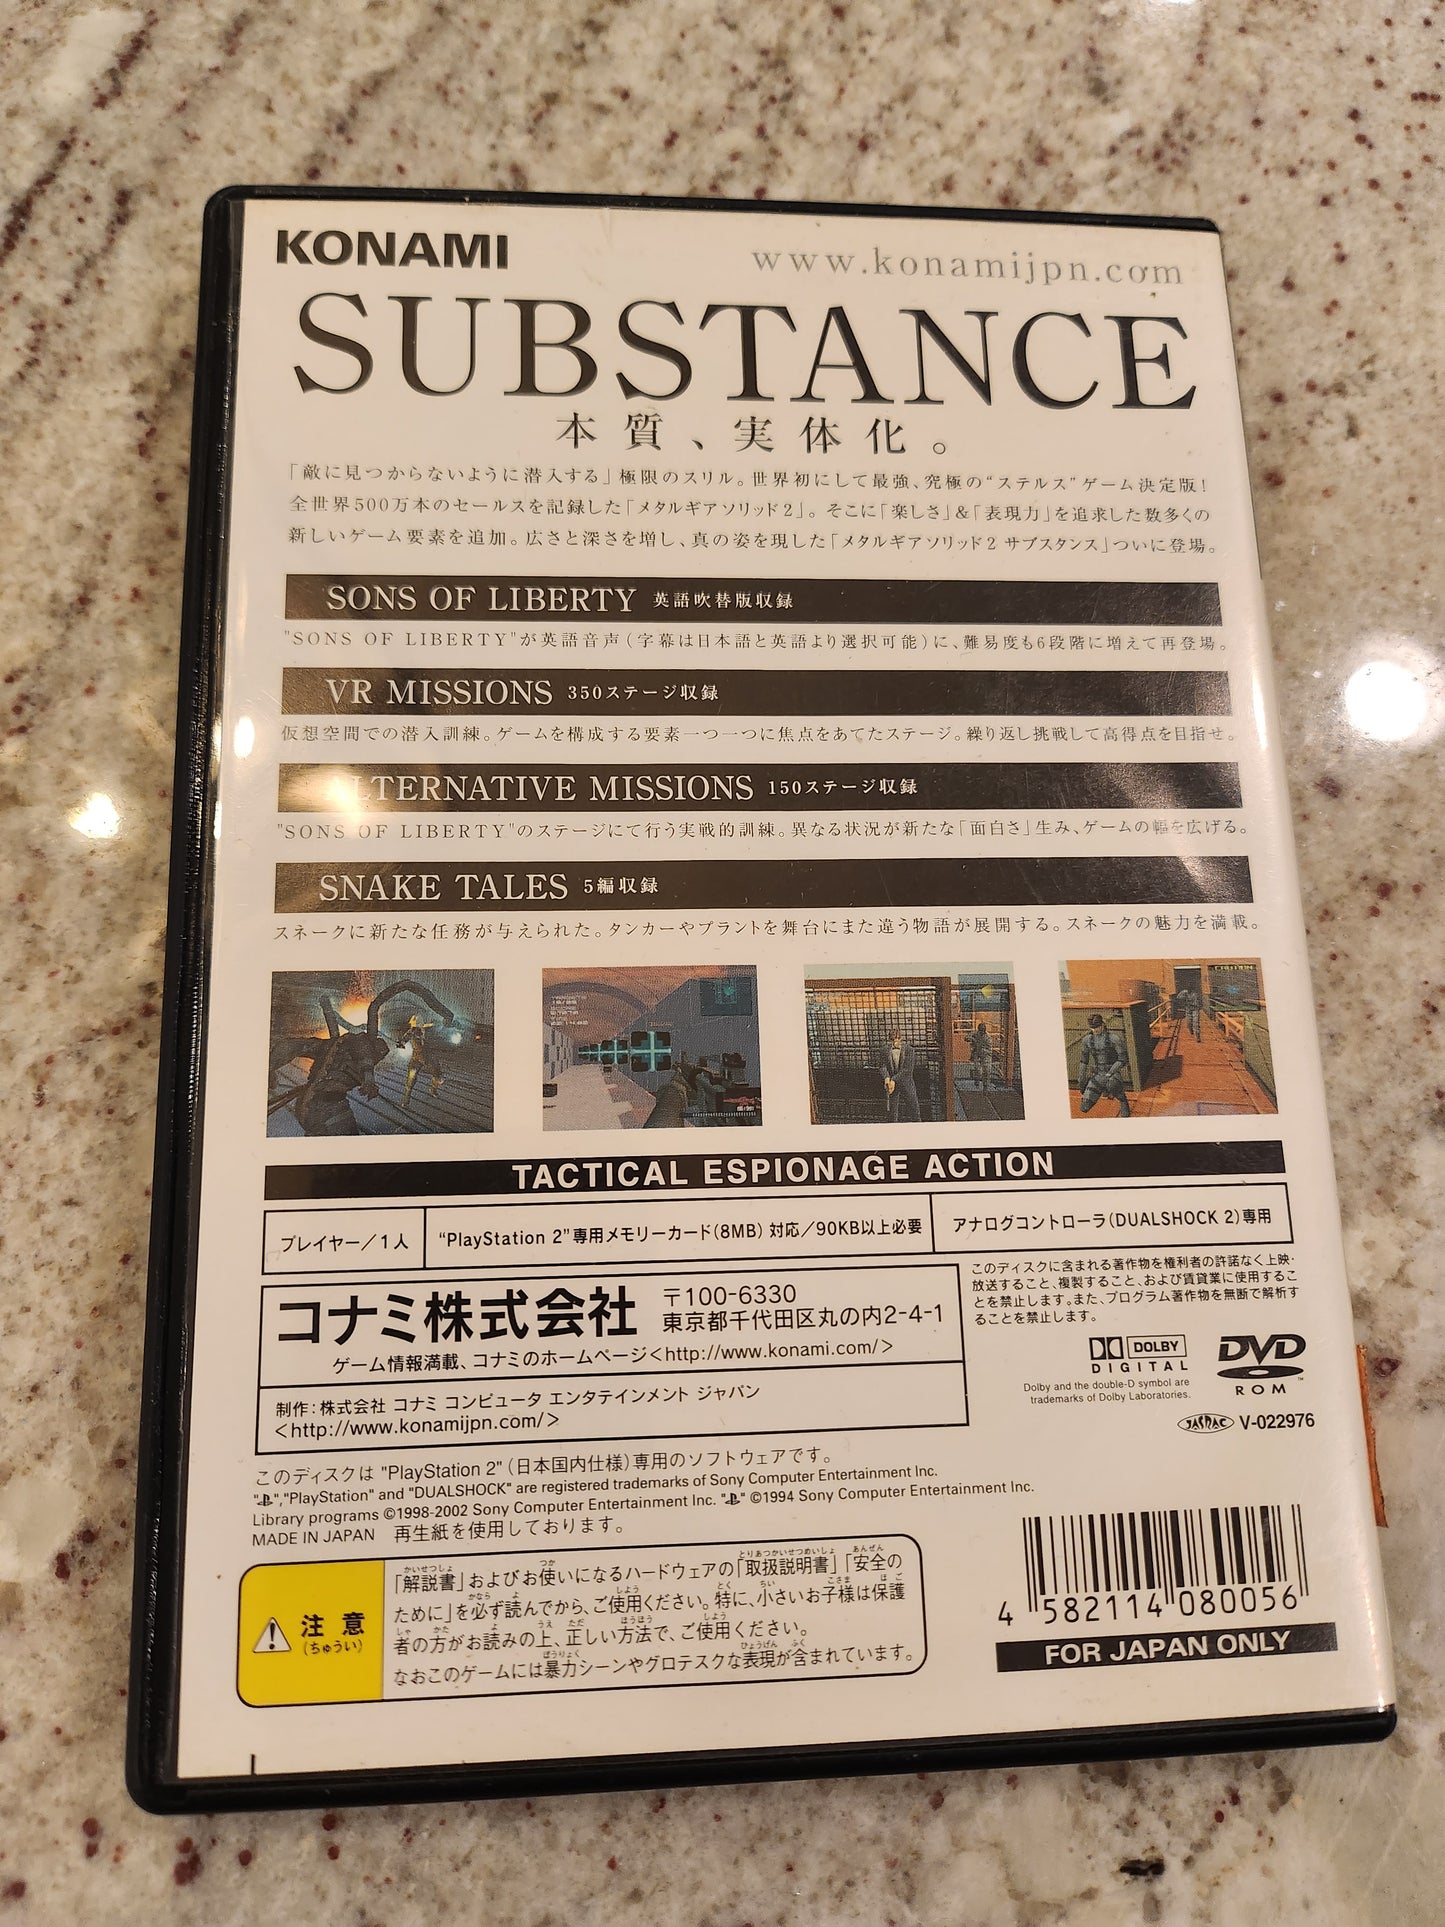 KONAMI
www.konamijpn.com
SUBSTANCE
本質、実体化。
「敵に見つからないように潜入する」極限のスリル。世界初にして最強、究極の“ステルス”ゲーム決定版!
全世界500万本のセールスを記録した「メタルギア ソリッド 2」。そこに「楽しさ」&「表現力」を追求した数多くの
新しいゲーム要素を追加。広さと深さを増し、真の姿を現した「メタルギア ソリッド 2 サブスタンス」ついに登場。
SONS OF LIBERTY 英語吹替版収録
"SONS OF LIBERTY"が英語音声(字幕は日本語と英語より選択可能)に、難易度も6段階に増えて再登場。
VR MISSIONS 350ステージ収録
仮想空間での潜入訓練。ゲームを構成する要素一つ一つに焦点をあてたステージ。繰り返し挑戦して高得点を目指せ。
ALTERNATIVE MISSIONS 150ステージ収録
"SONS OF LIBERTY"のステージにて行う実戦的訓練。異なる状況が新たな「面白さ」生み、ゲームの幅を広げる。
SNAKE TALES 5編収録
スネークに新たな任務が与えられた。タンカーやプラントを舞台にまた違う物語が展開する。スネークの魅力を満載。
TACTICAL ESPIONAGE ACTION
プレイヤー/1人
“PlayStation 2”専用メモリーカード(8MB) 対応/90KB以上必要
アナログコントローラ(DUALSHOCK 2)専用
コナミ株式会社
〒100-6330
東京都千代田区丸の内2-4-1
ゲーム情報満載、コナミのホームページ<http://www.konami.com/>
制作:株式会社 コナミ コンピュータ エンタテインメント ジャパン
<http://www.konamijpn.com/>
このディスクに含まれる著作物を権利者の許諾なく上映・
放送すること、複製すること、および賃貸業に使用するこ
とを禁止します。また、プログラム著作物を無断で解析す
ることを禁止します。
DOLBY
DIGITAL
Dolby and the double-D symbol are
trademarks of Dolby Laboratories.
DVD
ROM
JASRAC V-022976
このディスクは "PlayStation 2"(日本国内仕様)専用のソフトウェアです。
" ","PlayStation" and "DUALSHOCK" are registered trademarks of Sony Computer Entertainment Inc.
Library programs ©1998-2002 Sony Computer Entertainment Inc. " " ©1994 Sony Computer Entertainment Inc.
MADE IN JAPAN 再生紙を使用しております。
注意
(ちゅうい)
「解説書」およびお使いになるハードウェアの「取扱説明書」「安全の
ために」を必ず読んでから、ご使用ください。特に、小さいお子様は保護
者の方がお読みの上、正しい方法で、ご使用ください。
なおこのゲームには暴力シーンやグロテスクな表現が含まれています。
4 582114 080056
FOR JAPAN ONLY